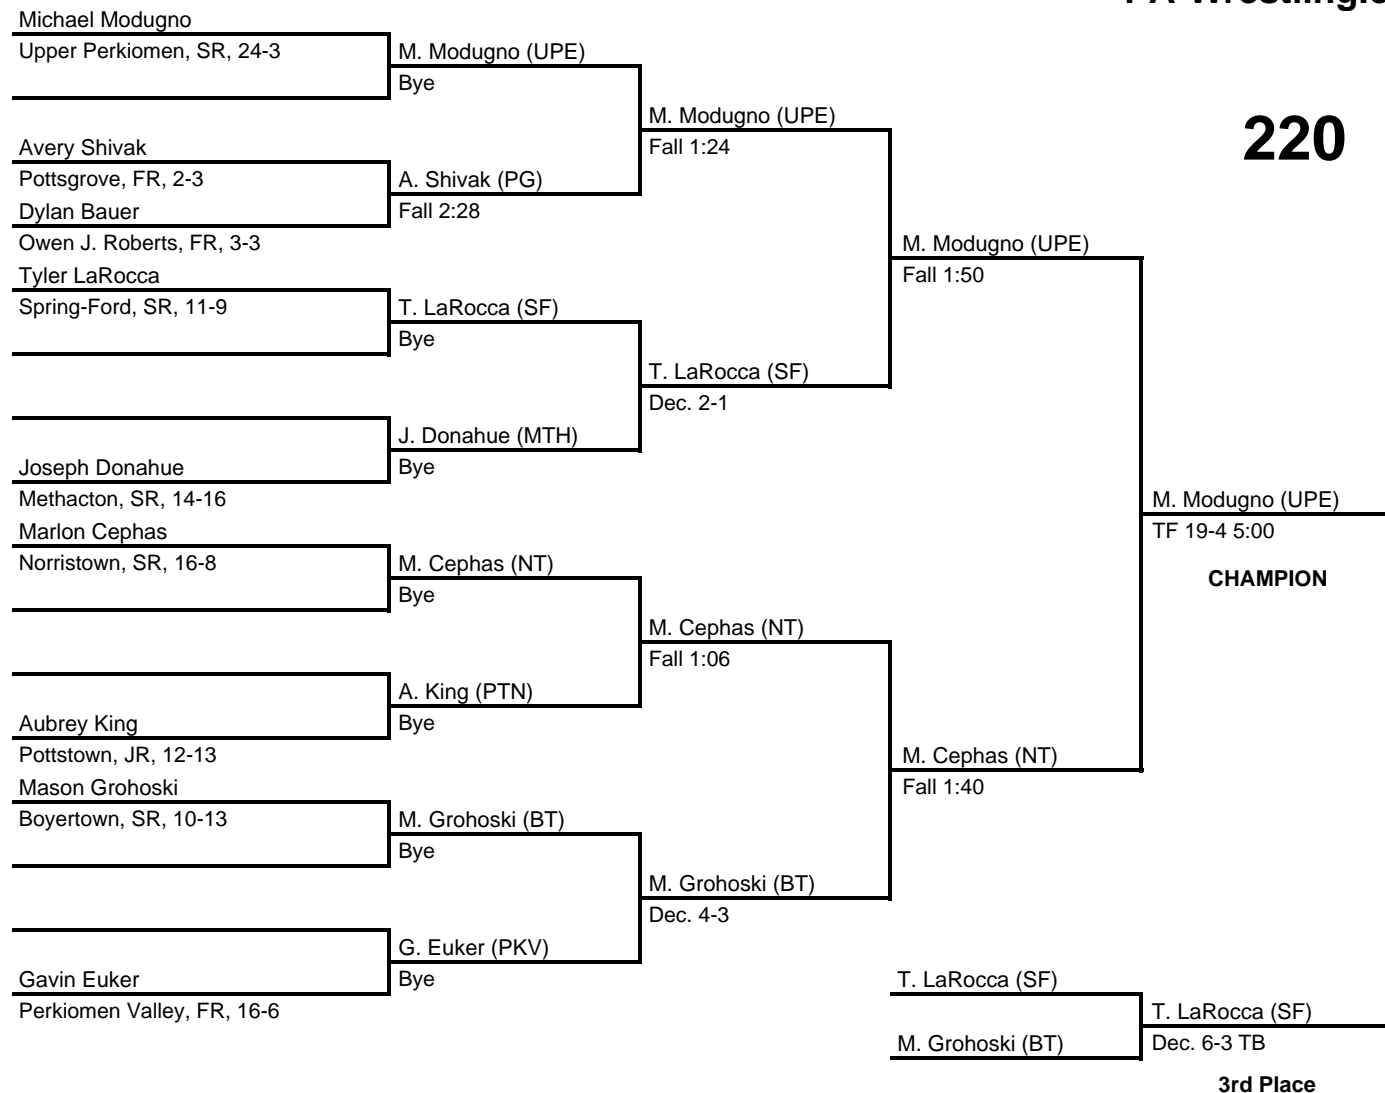 Michael Modugno
Upper Perkiomen, SR, 24-3
M. Modugno (UPE)
Bye
M. Modugno (UPE)
Fall 1:24
220
Avery Shivak
Pottsgrove, FR, 2-3
A. Shivak (PG)
Dylan Bauer
Fall 2:28
Owen J. Roberts, FR, 3-3
M. Modugno (UPE)
Fall 1:50
Tyler LaRocca
Spring-Ford, SR, 11-9
T. LaRocca (SF)
Bye
T. LaRocca (SF)
Dec. 2-1
J. Donahue (MTH)
Joseph Donahue
Bye
Methacton, SR, 14-16
M. Modugno (UPE)
TF 19-4 5:00
CHAMPION
Marlon Cephas
Norristown, SR, 16-8
M. Cephas (NT)
Bye
M. Cephas (NT)
Fall 1:06
A. King (PTN)
Aubrey King
Bye
Pottstown, JR, 12-13
M. Cephas (NT)
Fall 1:40
Mason Grohoski
Boyertown, SR, 10-13
M. Grohoski (BT)
Bye
M. Grohoski (BT)
Dec. 4-3
G. Euker (PKV)
Gavin Euker
Bye
Perkiomen Valley, FR, 16-6
T. LaRocca (SF)
T. LaRocca (SF)
M. Grohoski (BT)
Dec. 6-3 TB
3rd Place